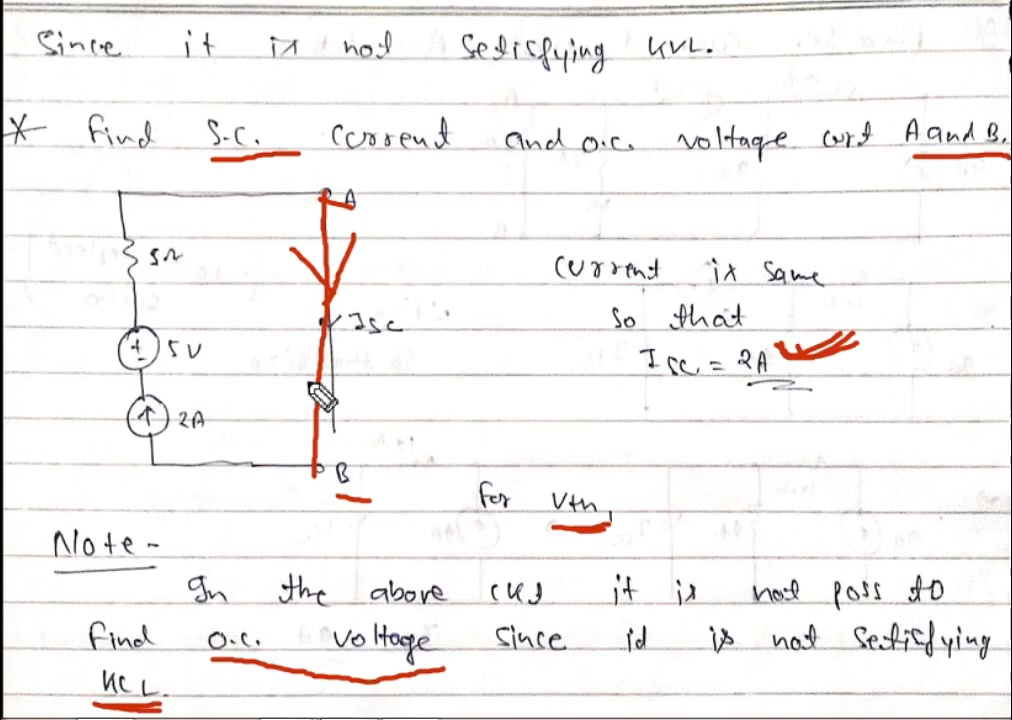 Since it is not Satisfying KVL.
* Find S.C. Current and o.c. voltage wrt A and B.
A
5Ω
Current is same
Isc
So that
+ - 5V
Isc = 2A
2A
B
For Vth,
Note -
In the above ckt it is not poss to
find o.c. voltage since it is not Satisfying
KCL.